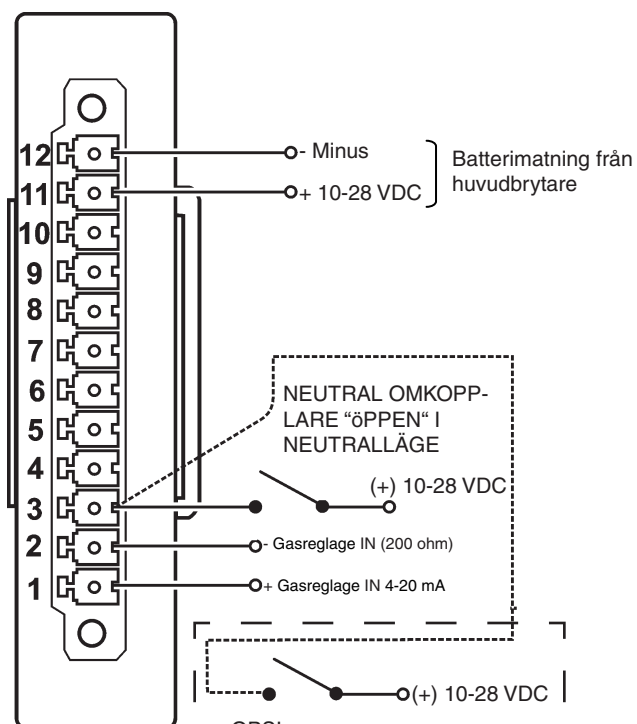 12
- Minus
Batterimatning från
huvudbrytare
11
+ 10-28 VDC
10
9
8
7
6
5
4
NEUTRAL OMKOPP-
LARE “öPPEN“ I
NEUTRALLÄGE
3
(+) 10-28 VDC
2
- Gasreglage IN (200 ohm)
1
+ Gasreglage IN 4-20 mA
(+) 10-28 VDC